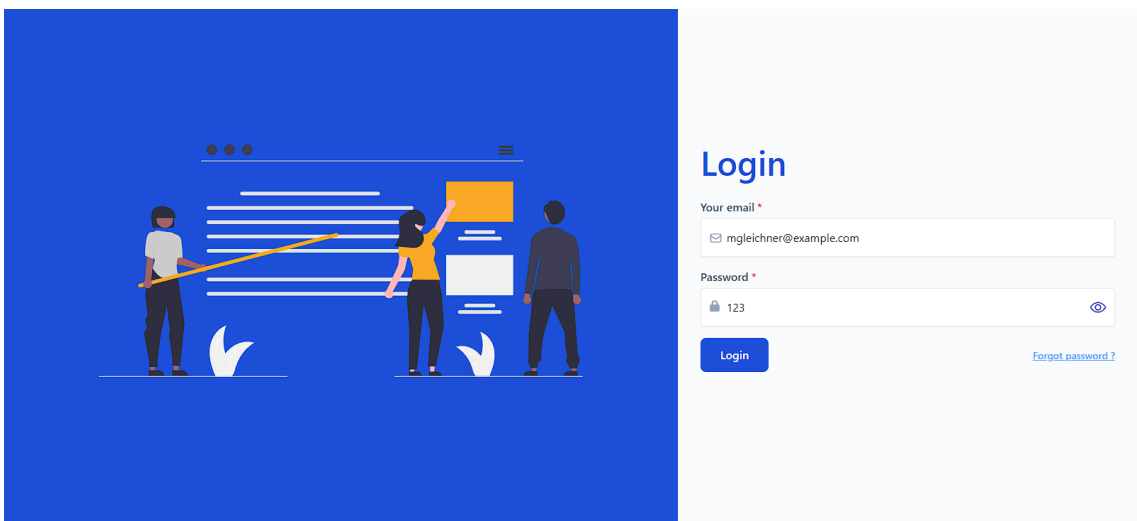 Login
Your email *
mgleichner@example.com
Password *
123
Login
Forgot password ?